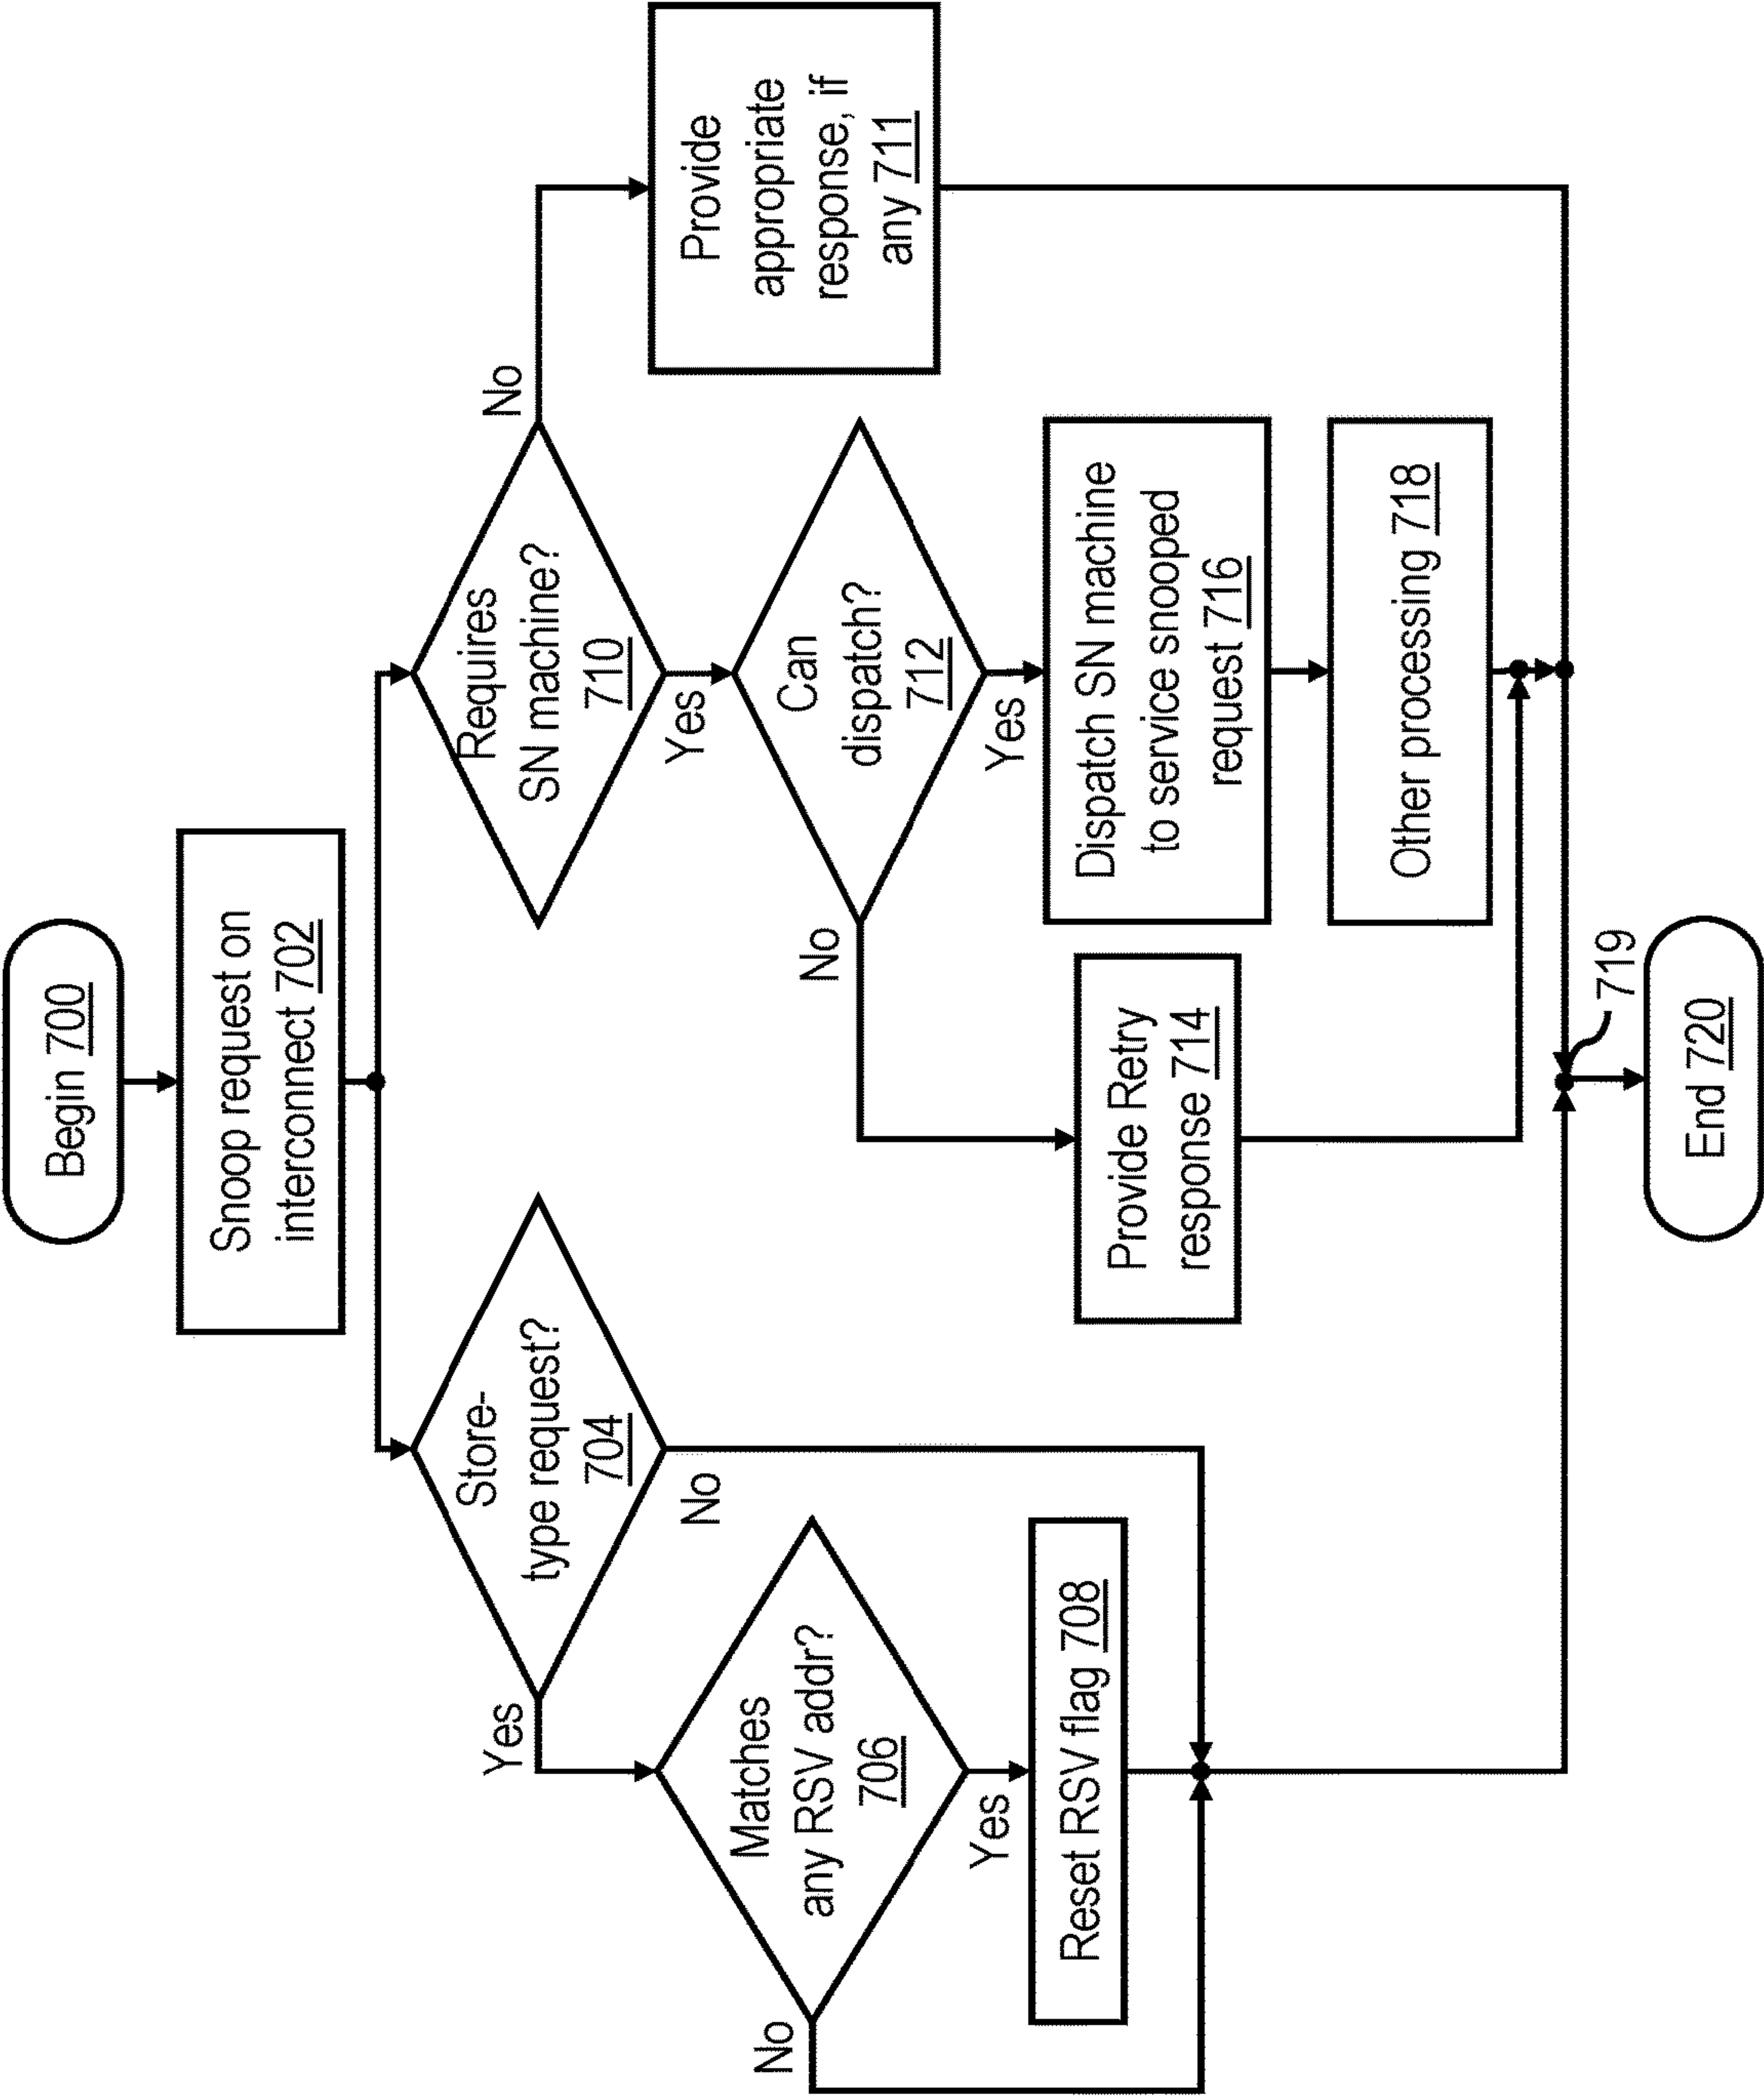 Begin 700
Snoop request on
interconnect 702
Store-
type request?
704
Yes
No
Matches
any RSV addr?
706
No
Yes
Reset RSV flag 708
Requires
SN machine?
710
No
Yes
Provide
appropriate
response, if
any 711
Can
dispatch?
712
No
Yes
Provide Retry
response 714
Dispatch SN machine
to service snooped
request 716
Other processing 718
719
End 720